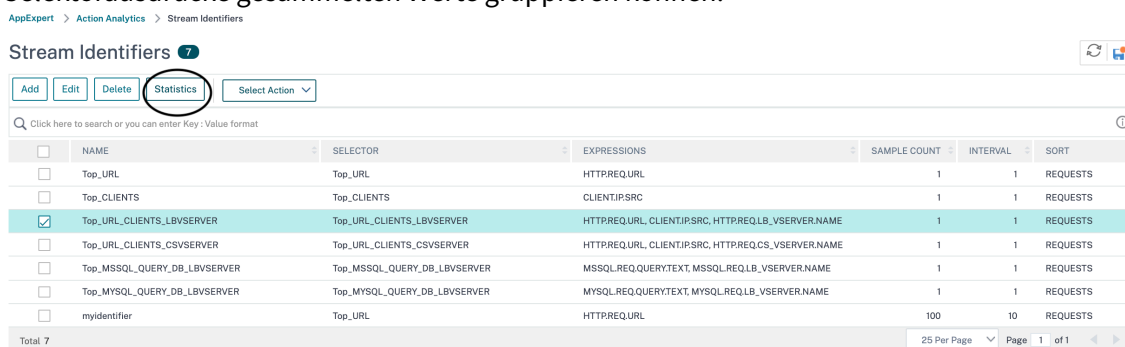 Selektorausdrücke gesammelten Werte gruppieren können.
AppExpert > Action Analytics > Stream Identifiers
Stream Identifiers 7
Add Edit Delete Statistics Select Action
Click here to search or you can enter Key : Value format
NAME SELECTOR EXPRESSIONS SAMPLE COUNT INTERVAL SORT
Top_URL Top_URL HTTP.REQ.URL 1 1 REQUESTS
Top_CLIENTS Top_CLIENTS CLIENT.IP.SRC 1 1 REQUESTS
Top_URL_CLIENTS_LBVSERVER Top_URL_CLIENTS_LBVSERVER HTTP.REQ.URL, CLIENT.IP.SRC, HTTP.REQ.LB_VSERVER.NAME 1 1 REQUESTS
Top_URL_CLIENTS_CSVSERVER Top_URL_CLIENTS_CSVSERVER HTTP.REQ.URL, CLIENT.IP.SRC, HTTP.REQ.CS_VSERVER.NAME 1 1 REQUESTS
Top_MSSQL_QUERY_DB_LBVSERVER Top_MSSQL_QUERY_DB_LBVSERVER MSSQL.REQ.QUERY.TEXT, MSSQL.REQ.LB_VSERVER.NAME 1 1 REQUESTS
Top_MYSQL_QUERY_DB_LBVSERVER Top_MYSQL_QUERY_DB_LBVSERVER MYSQL.REQ.QUERY.TEXT, MYSQL.REQ.LB_VSERVER.NAME 1 1 REQUESTS
myidentifier Top_URL HTTP.REQ.URL 100 10 REQUESTS
Total 7 25 Per Page Page 1 of 1